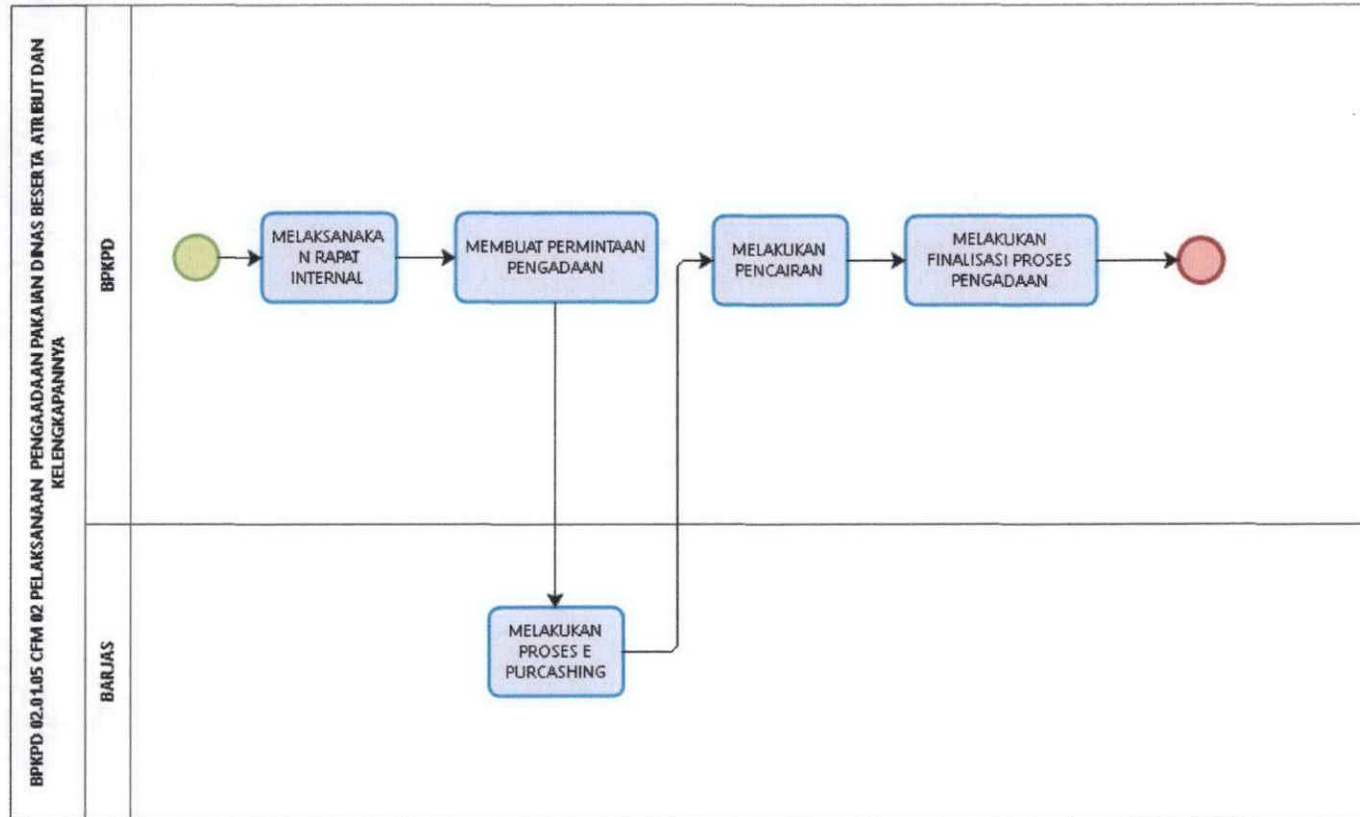 BPKPD 02.01.05 CFM 02 PELAKSANAAN PENGAADAAN PAKAIAN DINAS BESERTA ATRIBUT DAN
KELENGKAPANNYA
BPKPD
MELAKSANAKA
N RAPAT
INTERNAL
MEMBUAT PERMINTAAN
PENGADAAN
MELAKUKAN
PENCAIRAN
MELAKUKAN
FINALISASI PROSES
PENGADAAN
BARJAS
MELAKUKAN
PROSES E
PURCASHING